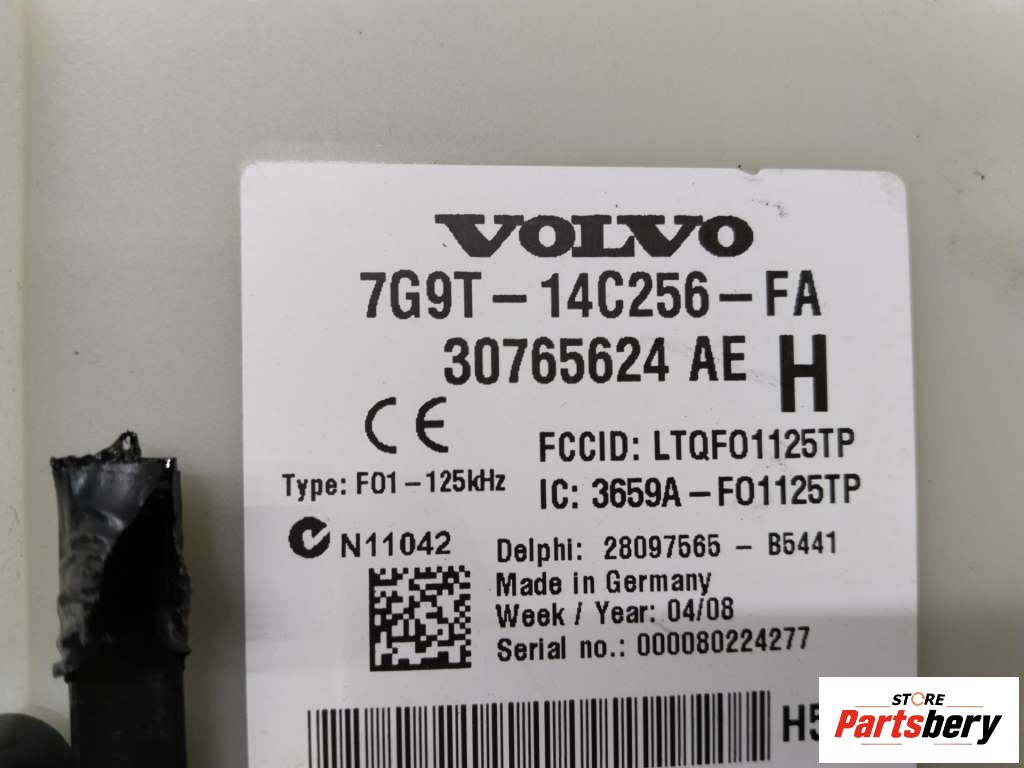 VOLVO
7G9T-14C256-FA
30765624 AE H
CE
FCCID: LTQFO1125TP
Type: FO1-125kHz
IC: 3659A-FO1125TP
N11042
Delphi: 28097565 - B5441
Made in Germany
Week / Year: 04/08
Serial no.: 000080224277
H5
STORE
Partsbery